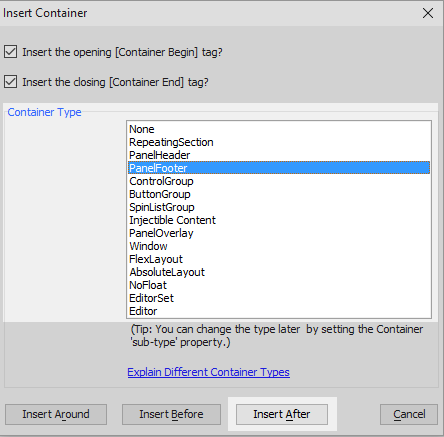 Insert Container
Insert the opening [Container Begin] tag?
Insert the closing [Container End] tag?
Container Type
None
RepeatingSection
PanelHeader
PanelFooter
ControlGroup
ButtonGroup
SpinListGroup
Injectible Content
PanelOverlay
Window
FlexLayout
AbsoluteLayout
NoFloat
EditorSet
Editor
(Tip: You can change the type later by setting the Container
'sub-type' property.)
Explain Different Container Types
Insert Around Insert Before Insert After Cancel